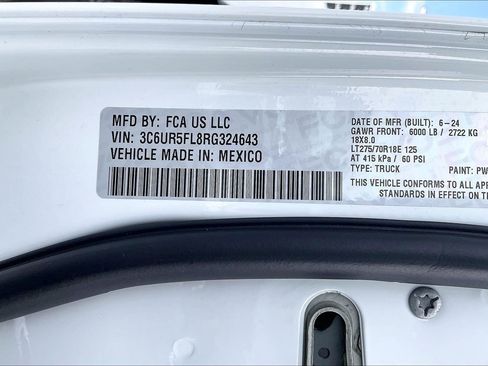 MFD BY: FCA US LLC
VIN: 3C6UR5FL8RG324643
VEHICLE MADE IN: MEXICO
DATE OF MFR (BUILT): 6-24
GAWR FRONT: 6000 LB / 2722 KG
18X8.0
LT275/70R18E 125
AT 415 kPa / 60 PSI
TYPE: TRUCK PAINT: PW
THIS VEHICLE CONFORMS TO ALL AP
STANDARDS IN EFFECT ON T